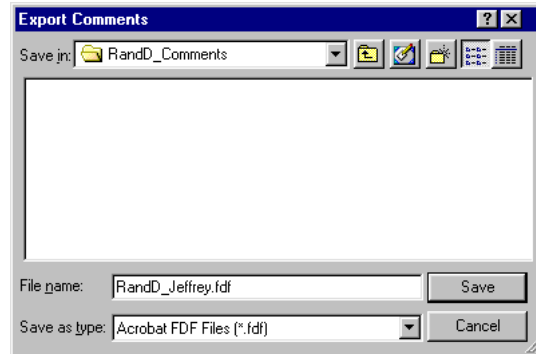 Export Comments
Save in: RandD_Comments
File name: RandD_Jeffrey.fdf Save
Save as type: Acrobat FDF Files (*.fdf) Cancel